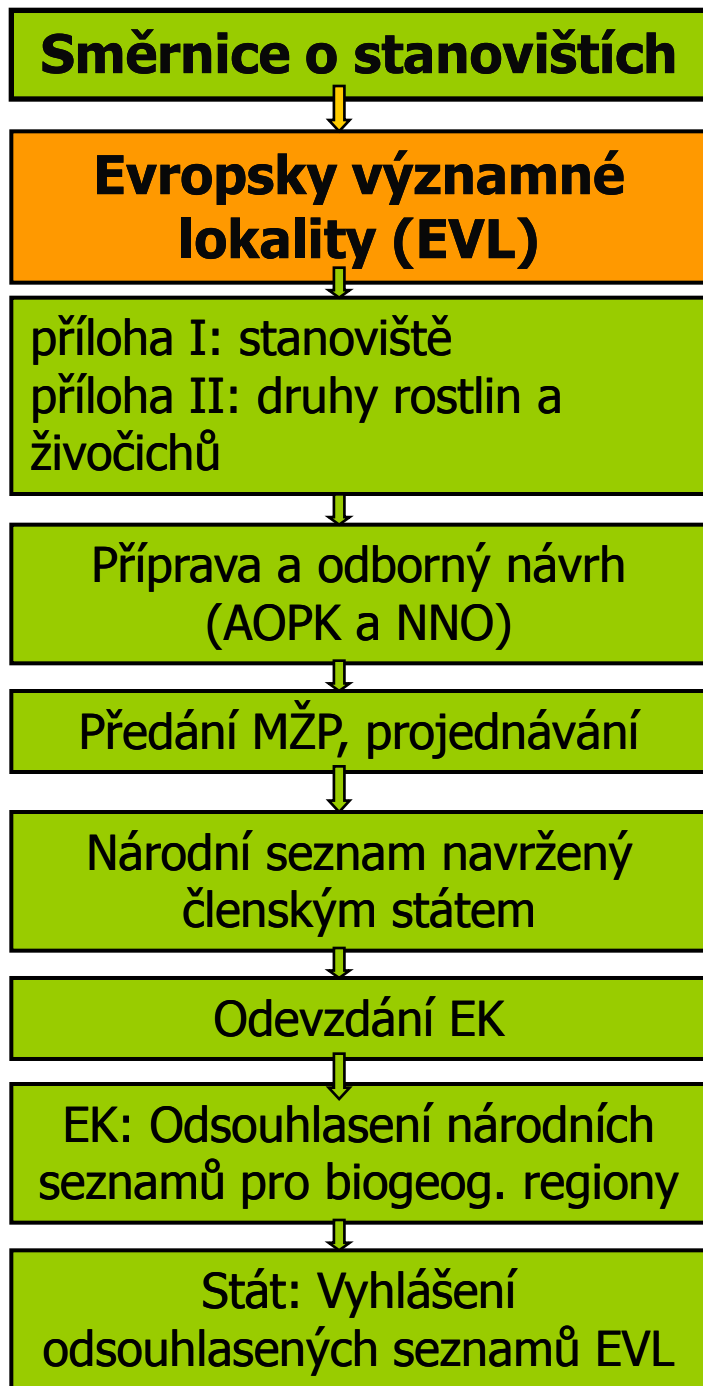 Směrnice o stanovištích
Evropsky významné
lokality (EVL)
příloha I: stanoviště
příloha II: druhy rostlin a
živočichů
Příprava a odborný návrh
(AOPK a NNO)
Předání MŽP, projednávání
Národní seznam navržený
členským státem
Odevzdání EK
EK: Odsouhlasení národních
seznamů pro biogeog. regiony
Stát: Vyhlášení
odsouhlasených seznamů EVL